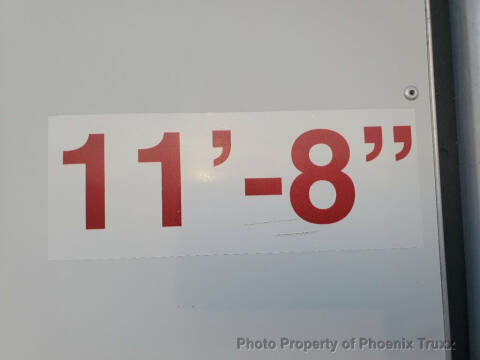 11’-8”
Photo Property of Phoenix Truxx